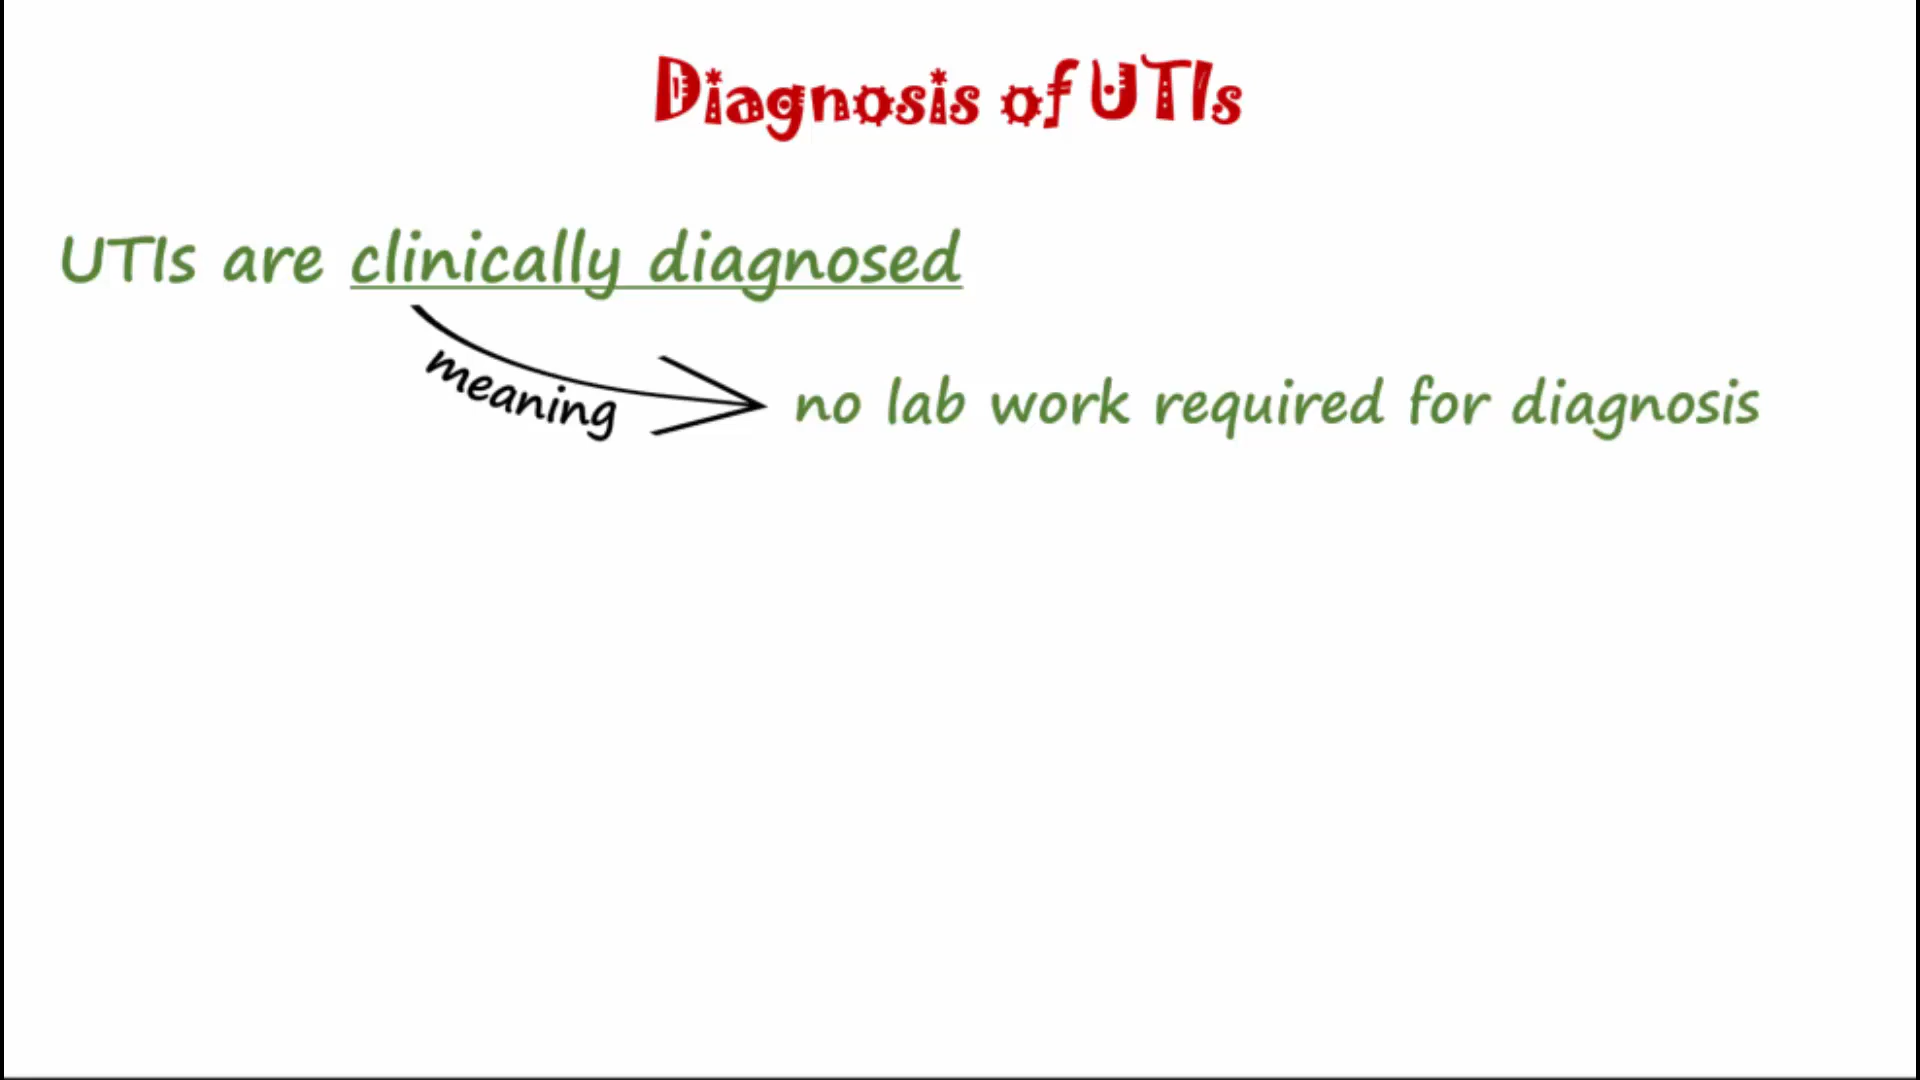 Diagnosis of UTIs
UTIs are clinically diagnosed
meaning
no lab work required for diagnosis